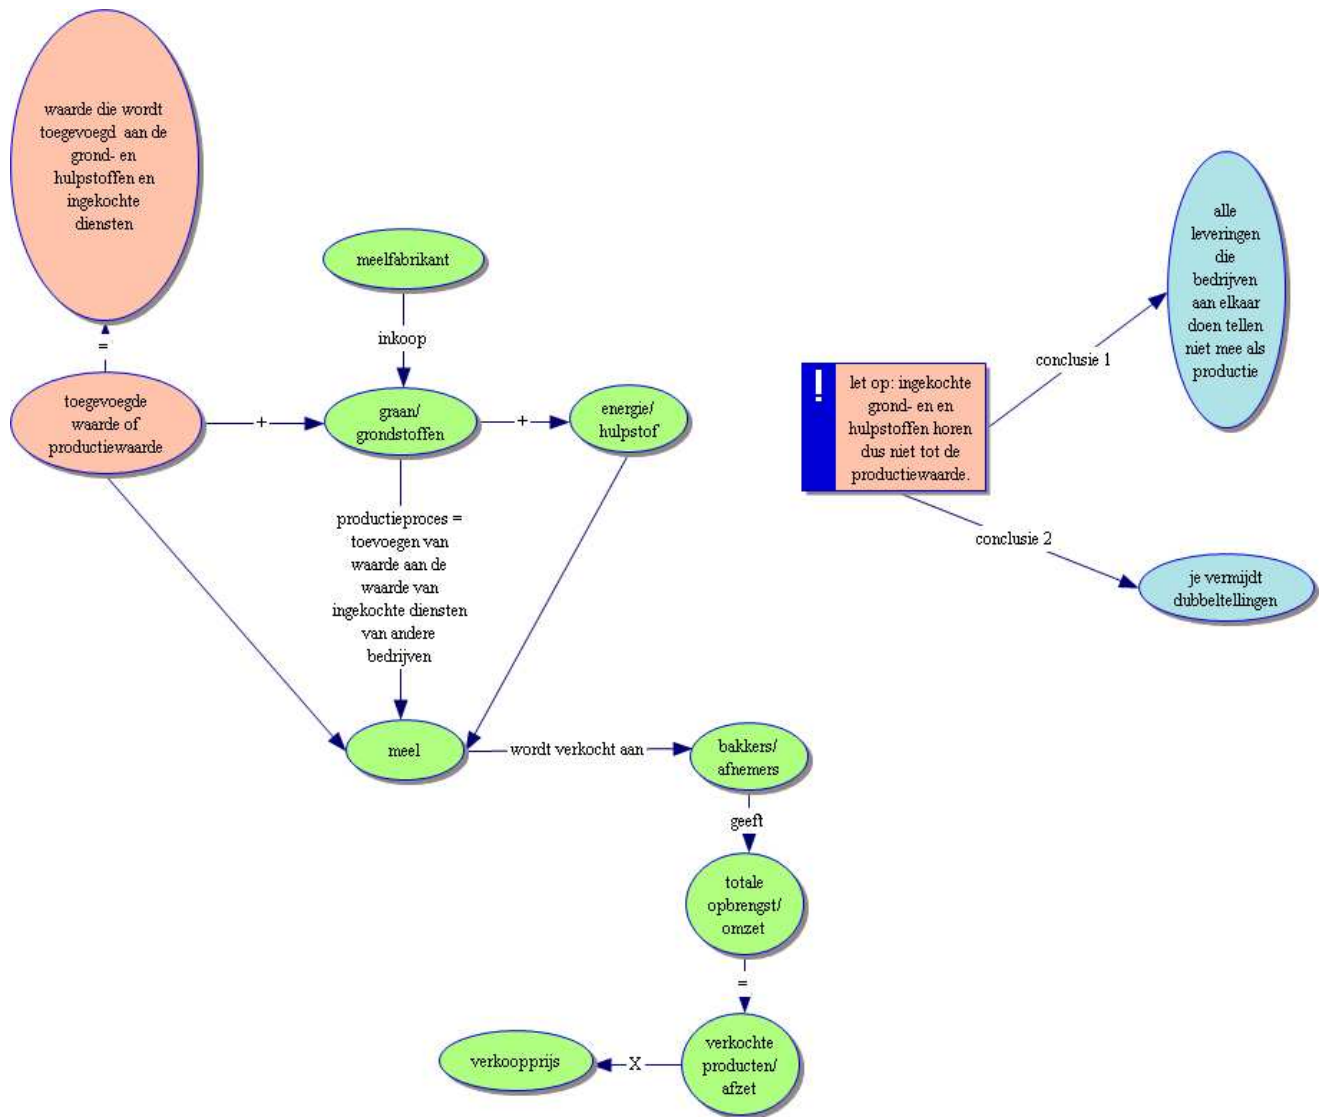 waarde die wordt
toegevoegd aan de
grond- en
hulpstoffen en
ingekochte
diensten
=
toegevoegde
waarde of
productiewaarde
+
meelfabrikant
inkoop
graan/
grondstoffen
+
energie/
hulpstof
productieproces =
toevoegen van
waarde aan de
waarde van
ingekochte diensten
van andere
bedrijven
meel
wordt verkocht aan
bakkers/
afnemers
geeft
totale
opbrengst/
omzet
=
verkochte
producten/
afzet
X
verkoopprijs
!
let op: ingekochte
grond- en en
hulpstoffen horen
dus niet tot de
productiewaarde.
conclusie 1
alle
leveringen
die
bedrijven
aan elkaar
doen tellen
niet mee als
productie
conclusie 2
je vermijdt
dubbeltellingen